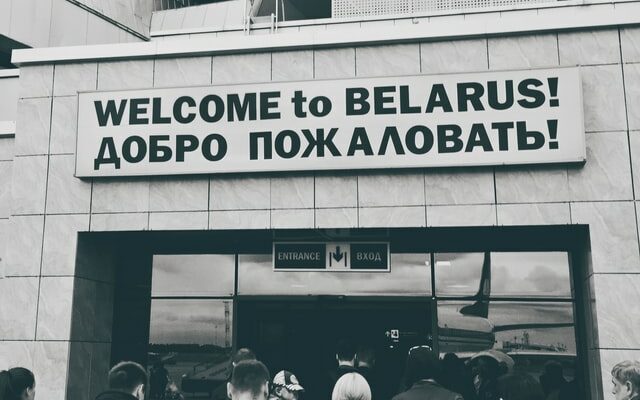 WELCOME to BELARUS!
ДОБРО ПОЖАЛОВАТЬ!
ENTRANCE ВХОД